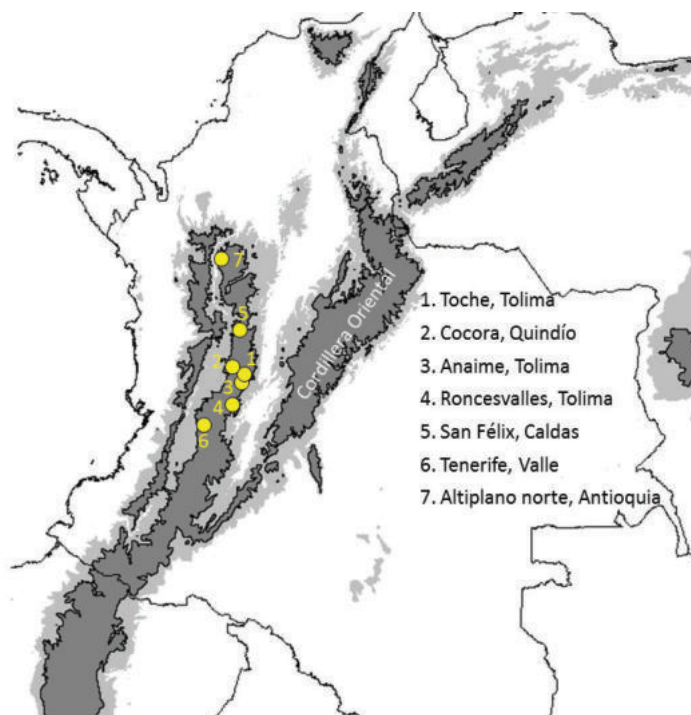 7
5
2
1
3
4
6
Cordillera Oriental
1. Toche, Tolima
2. Cocora, Quindío
3. Anaime, Tolima
4. Roncesvalles, Tolima
5. San Félix, Caldas
6. Tenerife, Valle
7. Altiplano norte, Antioquia